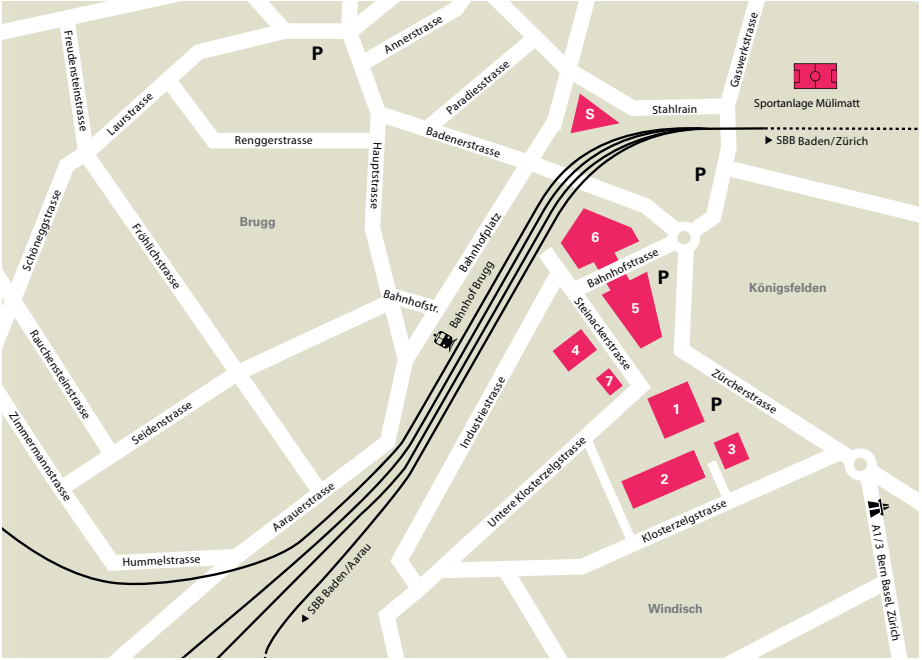 Freudensteinstrasse
Laurstrasse
P
Annerstrasse
Paradiesstrasse
Gaswerkstrasse
Sportanlage Mülimatt
S
Stahlrain
SBB Baden/Zürich
Renggerstrasse
Badenerstrasse
Hauptstrasse
P
Schöneggstrasse
Brugg
Fröhlichstrasse
Bahnhofplatz
6
Bahnhofstrasse
P
Königsfelden
Bahnhofstr.
Bahnhof Brugg
5
Steinackerstrasse
Rauchensteinstrasse
4
7
Zürcherstrasse
Zimmermannstrasse
Seidenstrasse
Industriestrasse
1
P
3
2
Untere Klosterzelgstrasse
Klosterzelgstrasse
Aarauerstrasse
Hummelstrasse
SBB Baden/Aarau
Windisch
A1/3 Bern Basel, Zürich